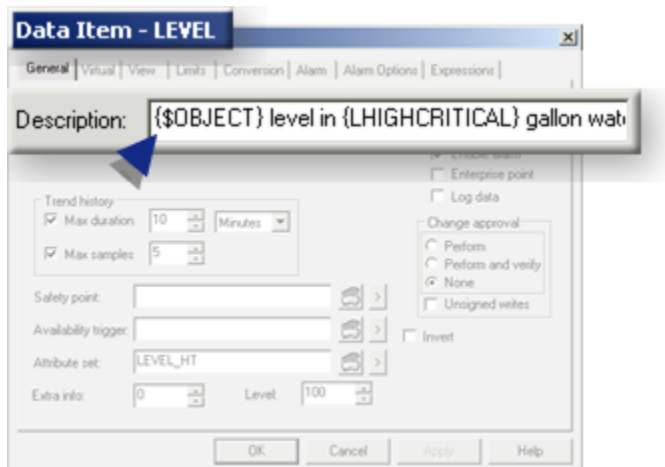 Data Item - LEVEL
General Virtual View Limits Conversion Alarm Alarm Options Expressions
Description: {$OBJECT} level in {LHIGHCRITICAL} gallon wat
Enable alarm
Enterprise point
Trend history
Log data
Max duration 10 Minutes
Change approval
Perform
Max samples 5
Perform and verify
None
Safety point:
Unsigned writes
Availability trigger:
Invert
Attribute set: LEVEL_HT
Extra info: 0 Level: 100
OK Cancel Apply Help